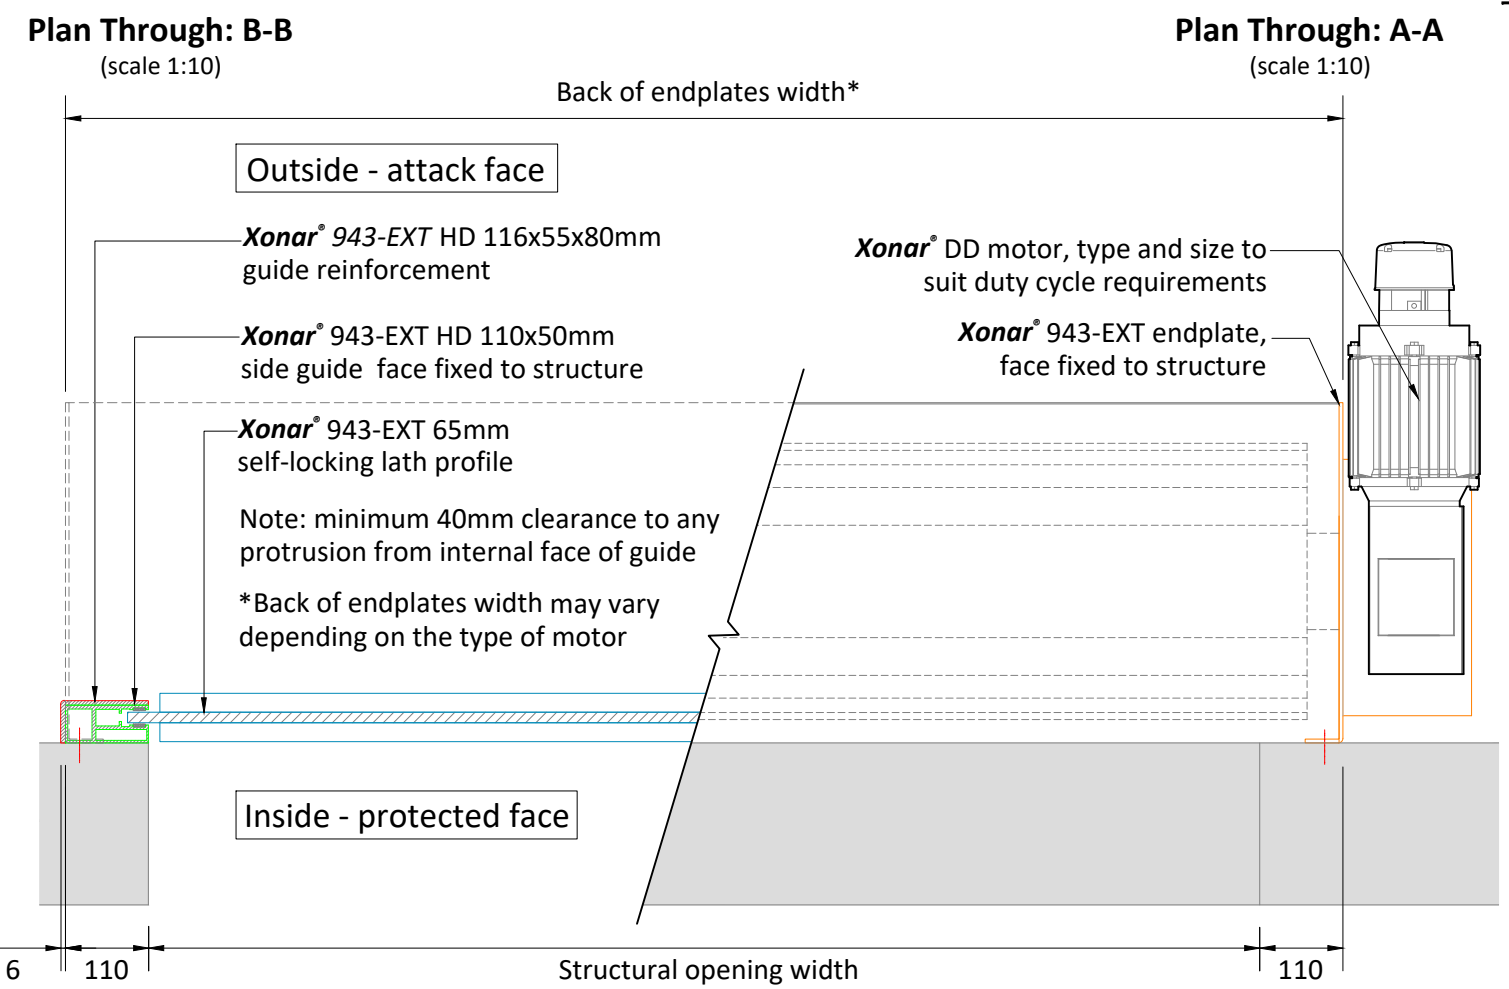 Plan Through: B-B
(scale 1:10)
Plan Through: A-A
(scale 1:10)
Back of endplates width*
Outside - attack face
Xonar® 943-EXT HD 116x55x80mm
guide reinforcement
Xonar® DD motor, type and size to
suit duty cycle requirements
Xonar® 943-EXT HD 110x50mm
side guide face fixed to structure
Xonar® 943-EXT endplate,
face fixed to structure
Xonar® 943-EXT 65mm
self-locking lath profile
Note: minimum 40mm clearance to any
protrusion from internal face of guide
*Back of endplates width may vary
depending on the type of motor
Inside - protected face
6
110
Structural opening width
110